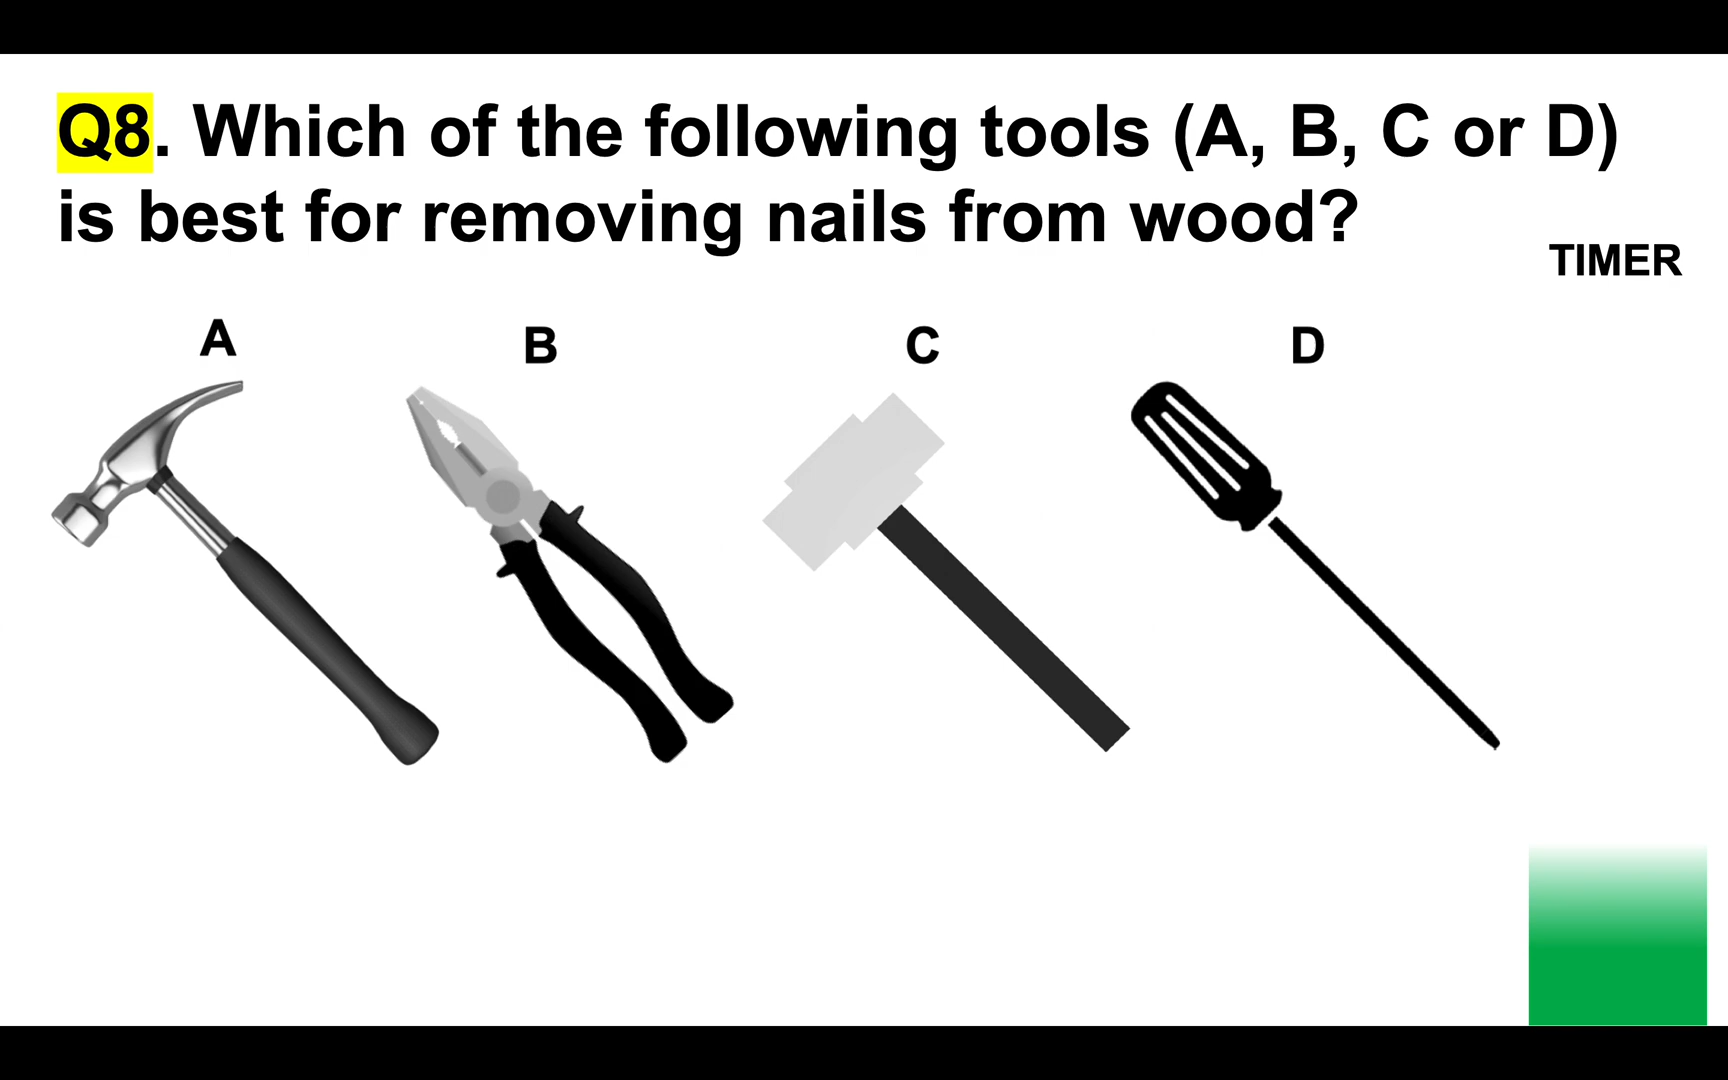 Q8. Which of the following tools (A, B, C or D)
is best for removing nails from wood?
TIMER
A
B
C
D